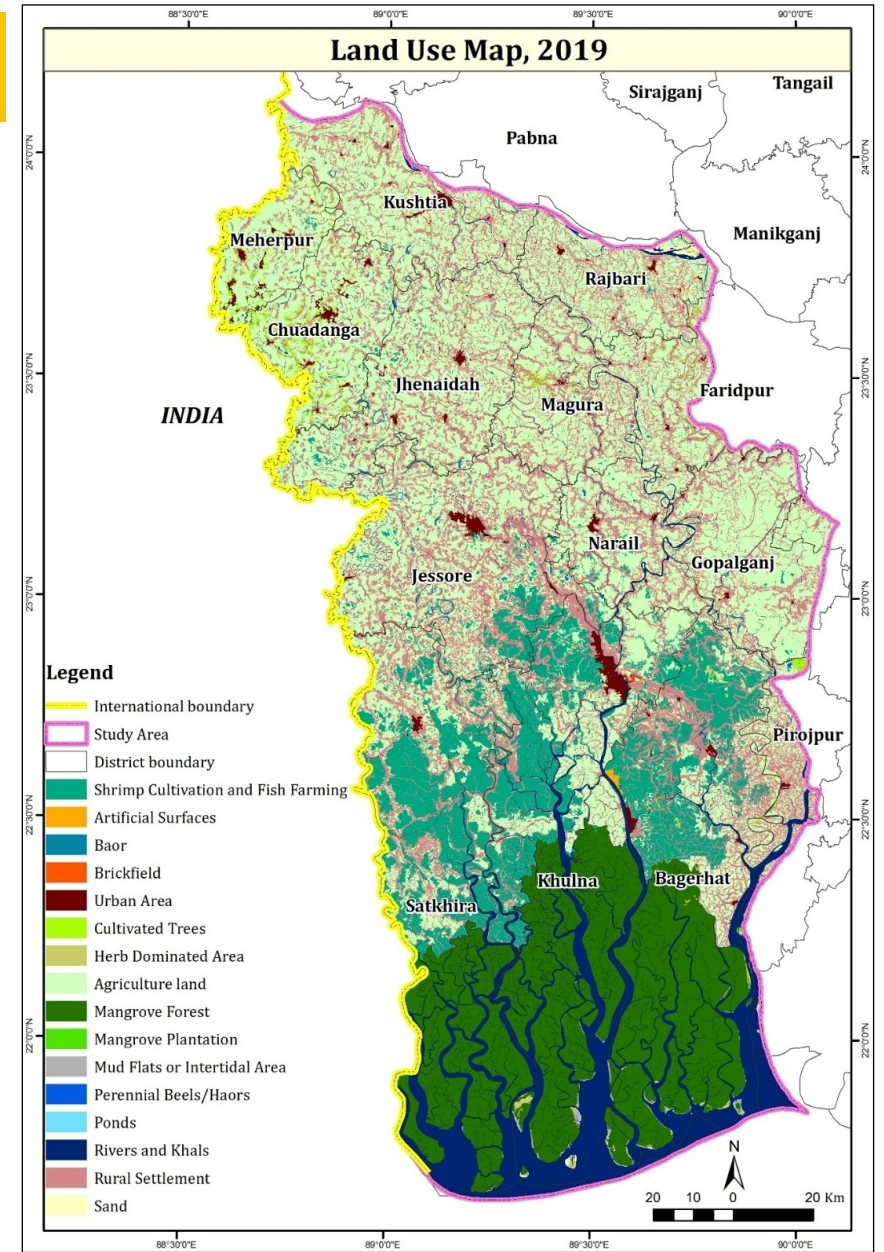 88°30'0"E 89°0'0"E 89°30'0"E 90°0'0"E
Land Use Map, 2019
Sirajganj
Tangail
Pabna
24°0'0"N
24°0'0"N
Kushtia
Meherpur
Manikganj
Rajbari
Chuadanga
23°30'0"N
23°30'0"N
Jhenaidah
Faridpur
Magura
INDIA
Narail
Gopalganj
Jessore
23°0'0"N
23°0'0"N
Pirojpur
22°30'0"N
22°30'0"N
Khulna
Bagerhat
Satkhira
22°0'0"N
22°0'0"N
Legend
International boundary
Study Area
District boundary
Shrimp Cultivation and Fish Farming
Artificial Surfaces
Baor
Brickfield
Urban Area
Cultivated Trees
Herb Dominated Area
Agriculture land
Mangrove Forest
Mangrove Plantation
Mud Flats or Intertidal Area
Perennial Beels/Haors
Ponds
Rivers and Khals
Rural Settlement
Sand
N
20 10 0 20 Km
88°30'0"E 89°0'0"E 89°30'0"E 90°0'0"E